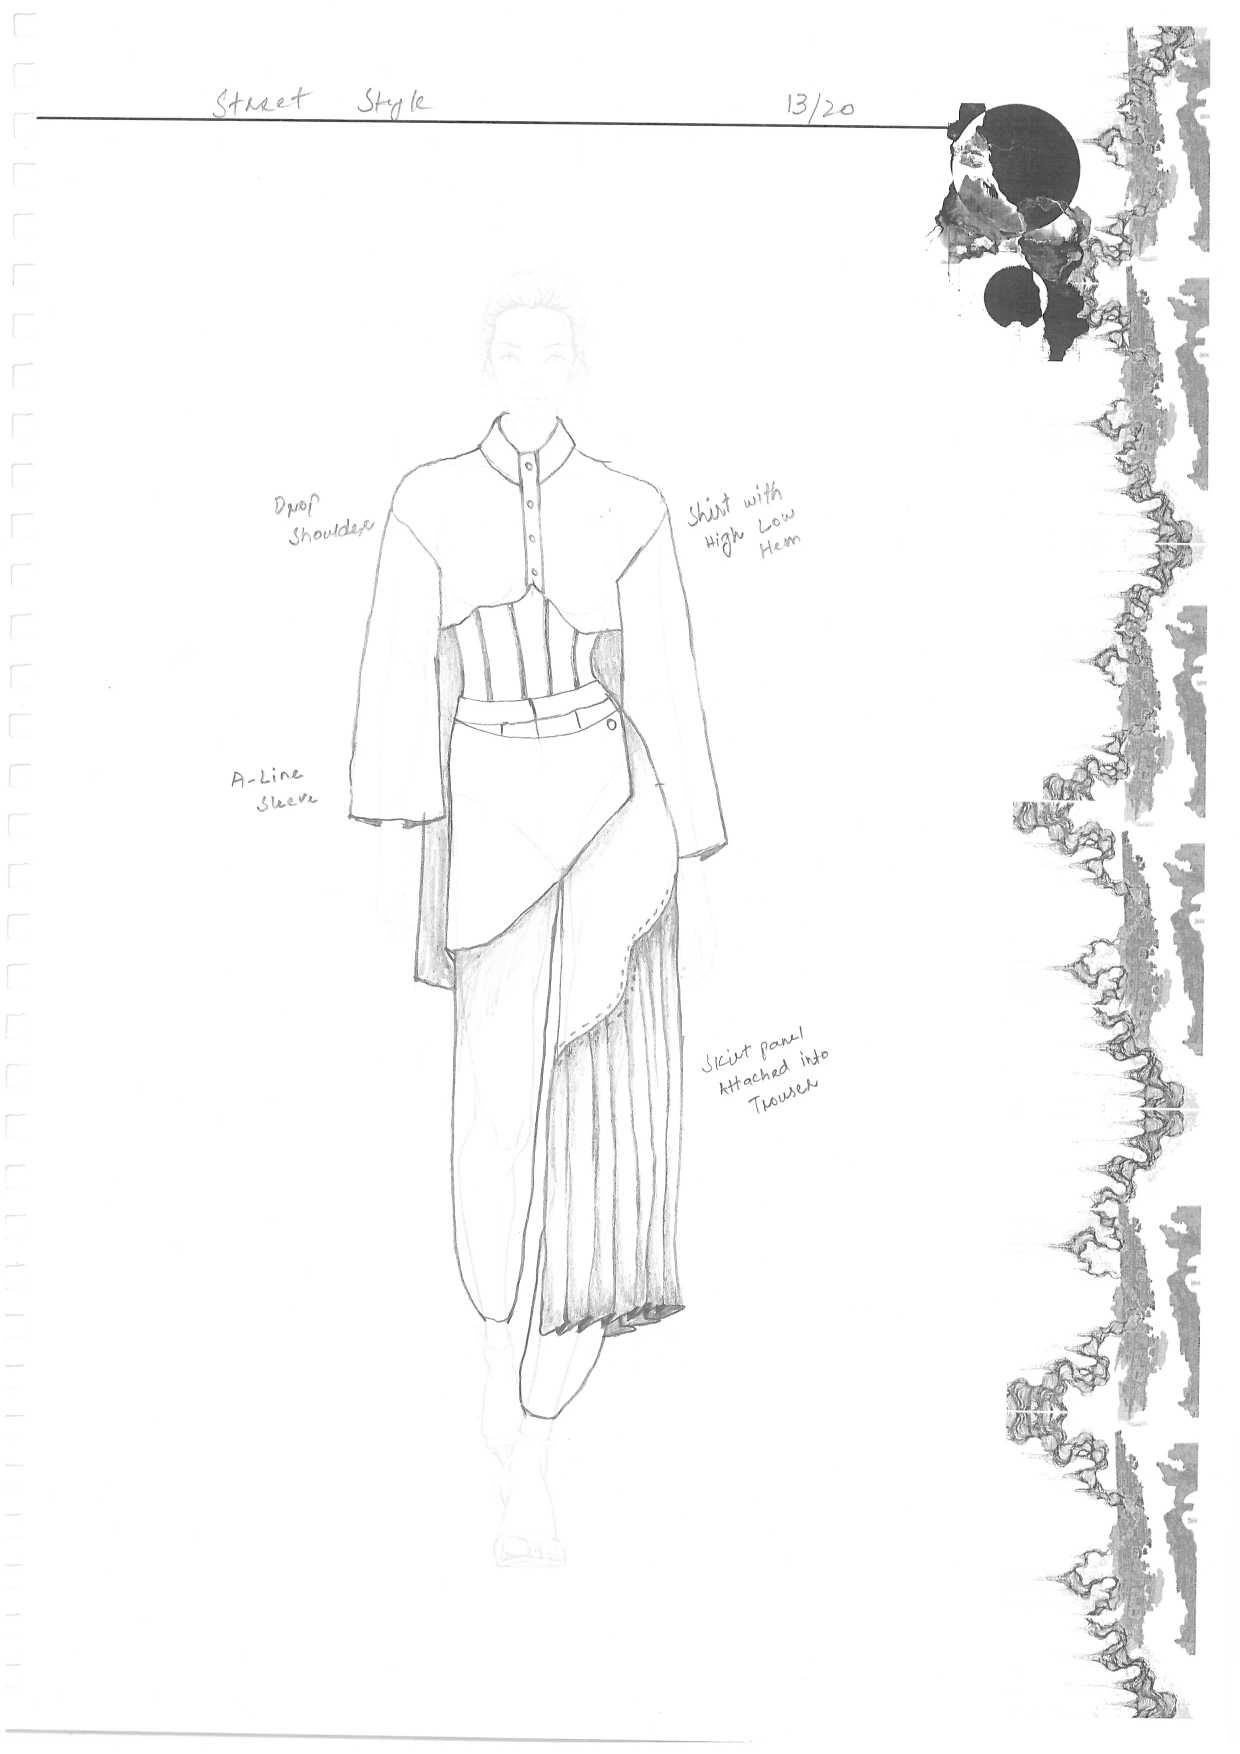 Street Style 13/20
Drop
Shoulder
Shirt with
High Low
Hem
A-Line
Sleeve
Skirt panel
Attached into
Trouser